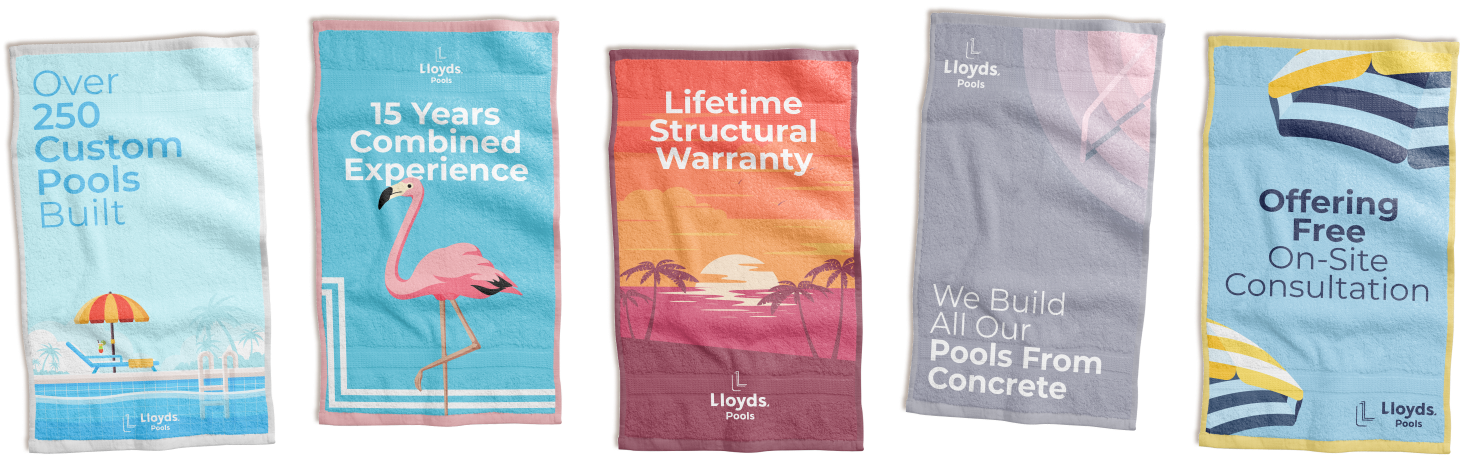 Over
250
Custom
Pools
Built
Lloyds.
Pools
Lloyds.
Pools
15 Years
Combined
Experience
Lifetime
Structural
Warranty
Lloyds.
Pools
Lloyds.
Pools
We Build
All Our
Pools From
Concrete
Offering
Free
On-Site
Consultation
Lloyds.
Pools